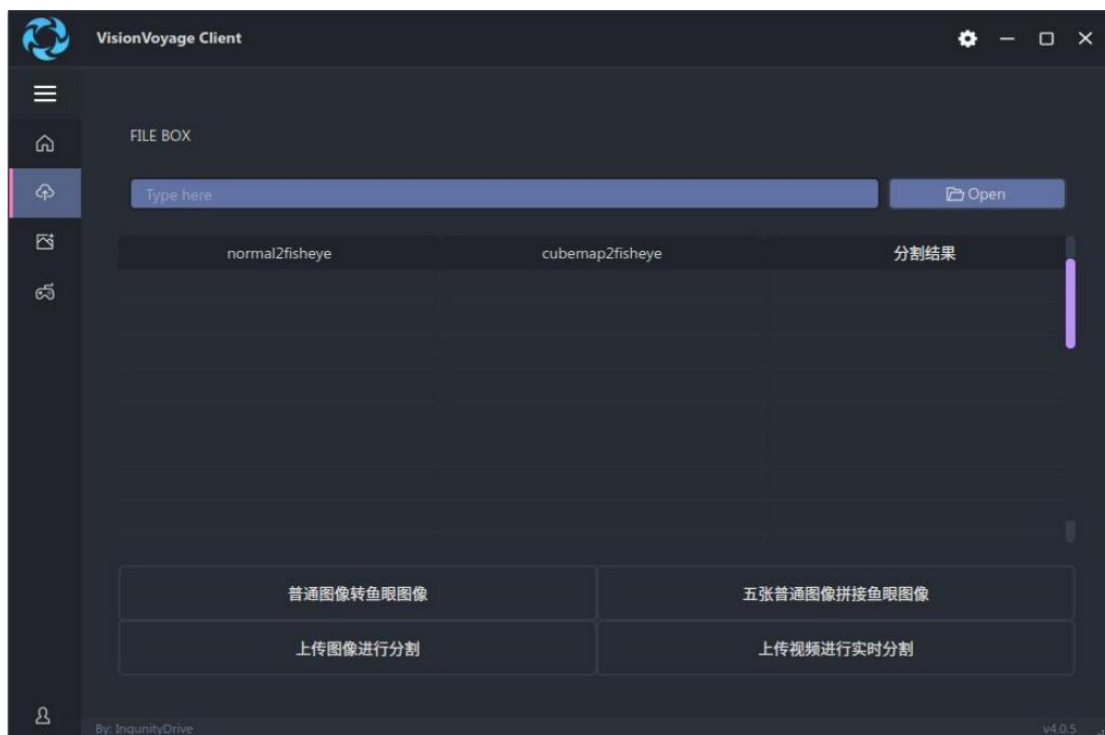 VisionVoyage Client
FILE BOX
Type here
Open
normal2fisheye cubemap2fisheye 分割结果
普通图像转鱼眼图像 五张普通图像拼接鱼眼图像
上传图像进行分割 上传视频进行实时分割
By: IngunityDrive v4.0.5